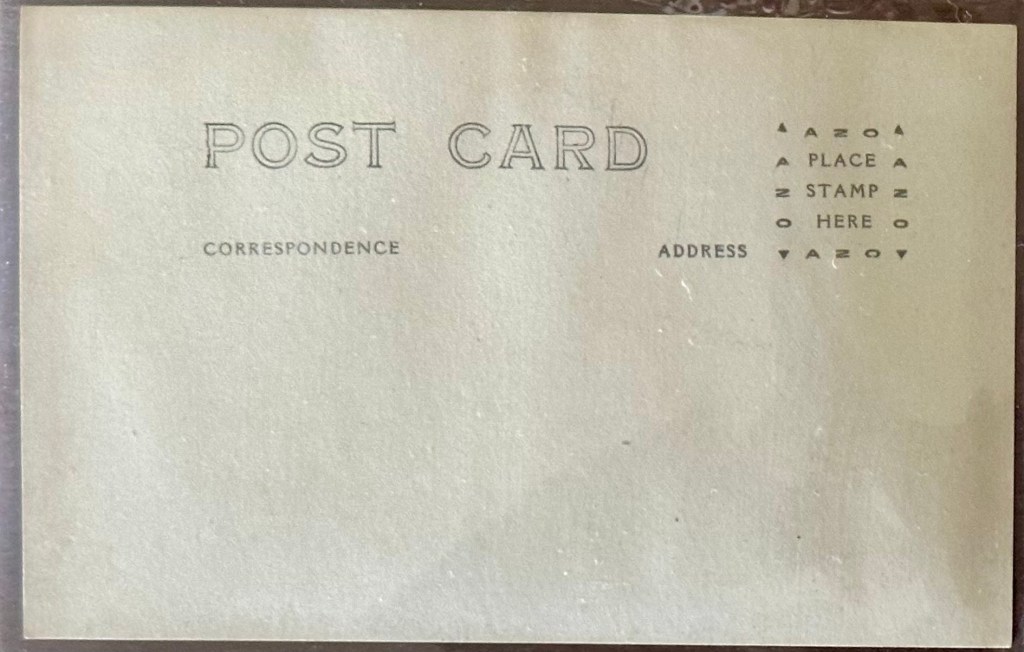 POST CARD
▲ AZO ▲
A PLACE A
Z STAMP Z
O HERE O
▼ AZO ▼
CORRESPONDENCE
ADDRESS